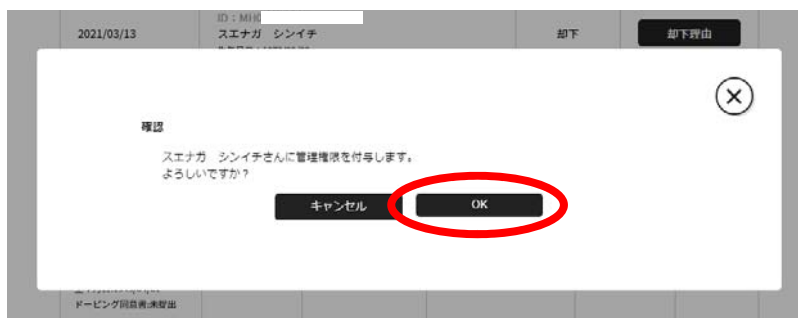 ID：MHC
2021/03/13 スエナガ シンイチ 却下 却下理由
確認
スエナガ シンイチさんに管理権限を付与します。
よろしいですか？
キャンセル OK
ドーピング同意書:未提出